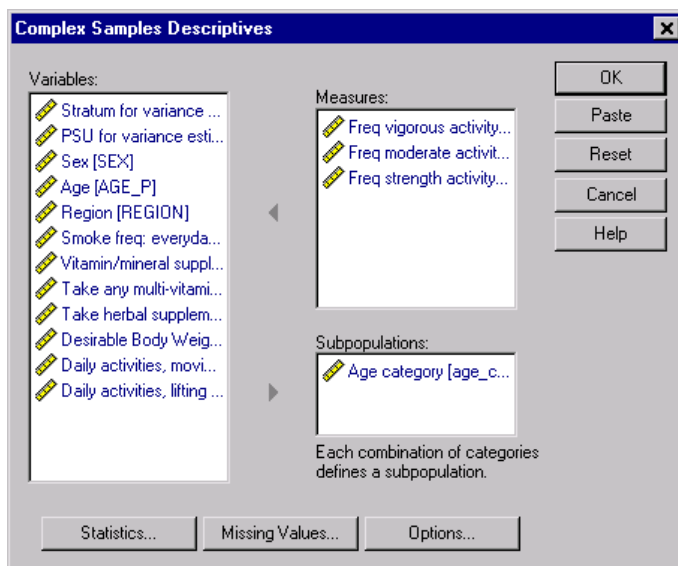 Complex Samples Descriptives
Variables:
Stratum for variance ...
PSU for variance esti...
Sex [SEX]
Age [AGE_P]
Region [REGION]
Smoke freq: everyda...
Vitamin/mineral suppl...
Take any multi-vitami...
Take herbal supplem...
Desirable Body Weig...
Daily activities, movi...
Daily activities, lifting ...
Measures:
Freq vigorous activity...
Freq moderate activit...
Freq strength activity...
Subpopulations:
Age category [age_c...
Each combination of categories
defines a subpopulation.
OK
Paste
Reset
Cancel
Help
Statistics...
Missing Values...
Options...